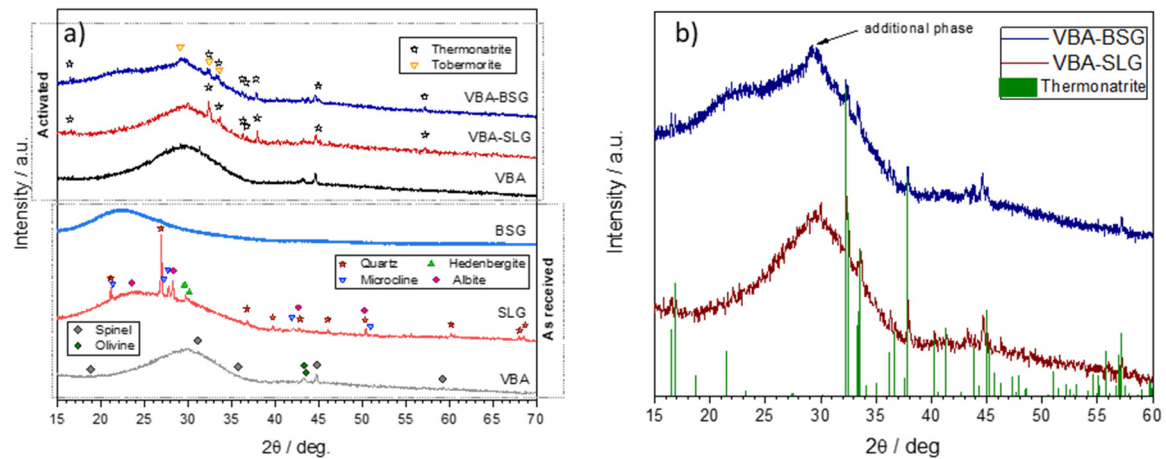 a)
Thermonatrite
Tobermorite
VBA-BSG
VBA-SLG
VBA
Activated
BSG
Quartz
Hedenbergite
Microcline
Albite
SLG
Spinel
Olivine
VBA
As received
Intensity / a.u.
15 20 25 30 35 40 45 50 55 60 65 70
2θ / deg.
b)
additional phase
VBA-BSG
VBA-SLG
Thermonatrite
Intensity / a.u.
15 20 25 30 35 40 45 50 55 60
2θ / deg.